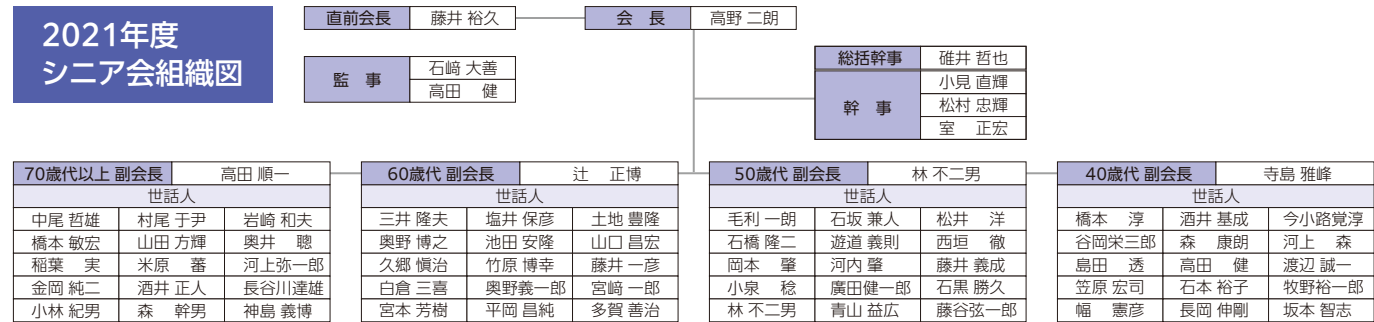 2021年度
シニア会組織図
直前会長 藤井 裕久
会　長 高野 二朗
監　事 石﨑 大善
高田　健
総括幹事 碓井 哲也
幹　事 小見 直輝
松村 忠輝
室　正宏
70歳代以上 副会長 高田 順一
世話人
中尾 哲雄 村尾 于尹 岩崎 和夫
橋本 敏宏 山田 方輝 奥井　聰
稲葉　実 米原　蕃 河上弥一郎
金岡 純二 酒井 正人 長谷川達雄
小林 紀男 森　幹男 神島 義博
60歳代 副会長 辻　正博
世話人
三井 隆夫 塩井 保彦 土地 豊隆
奥野 博之 池田 安隆 山口 昌宏
久郷 愼治 竹原 博幸 藤井 一彦
白倉 三喜 奥野義一郎 宮﨑 一郎
宮本 芳樹 平岡 昌純 多賀 善治
50歳代 副会長 林 不二男
世話人
毛利 一朗 石坂 兼人 松井　洋
石橋 隆二 遊道 義則 西垣　徹
岡本　肇 河内 肇 藤井 義成
小泉　稔 廣田健一郎 石黒 勝久
林 不二男 青山 益広 藤谷弦一郎
40歳代 副会長 寺島 雅峰
世話人
橋本　淳 酒井 基成 今小路覚淳
谷岡栄三郎 森　康朗 河上　森
島田　透 高田　健 渡辺 誠一
笠原 宏司 石本 裕子 牧野裕一郎
幅　憲彦 長岡 伸剛 坂本 智志